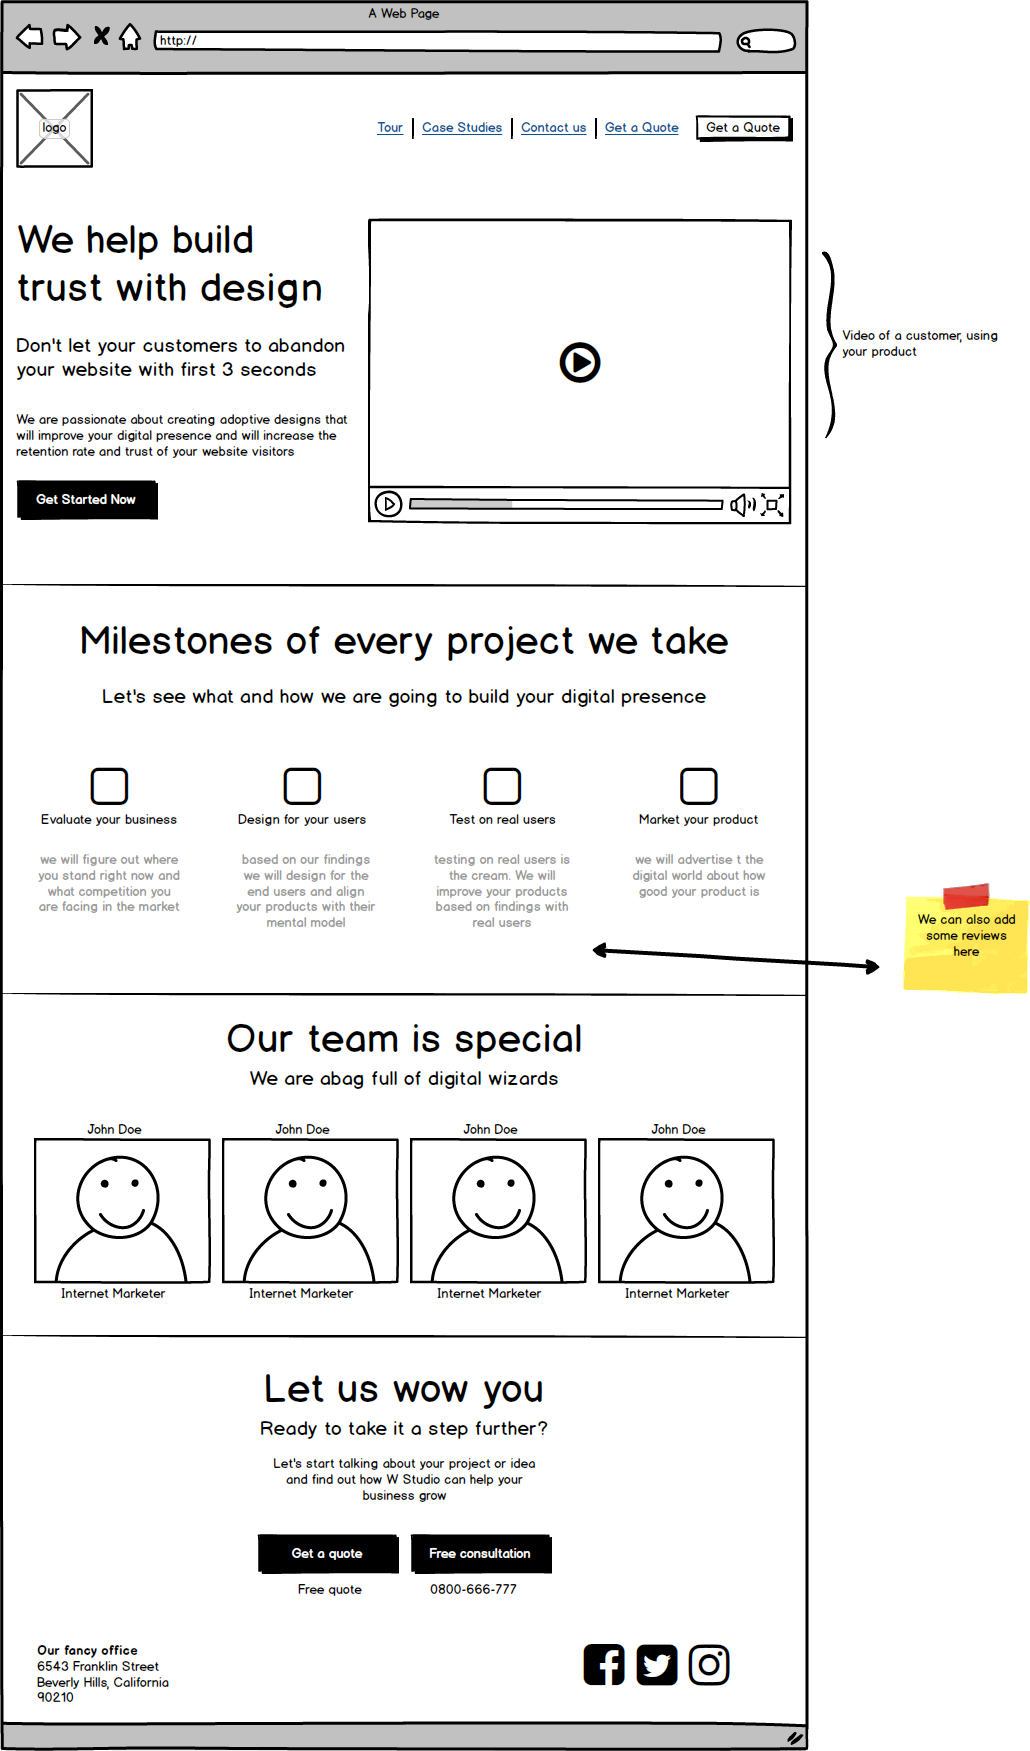 A Web Page
http://
logo
Tour
Case Studies
Contact us
Get a Quote
Get a Quote
We help build
trust with design
Don't let your customers to abandon
your website with first 3 seconds
We are passionate about creating adoptive designs that
will improve your digital presence and will increase the
retention rate and trust of your website visitors
Get Started Now
Video of a customer, using
your product
Milestones of every project we take
Let's see what and how we are going to build your digital presence
Evaluate your business
we will figure out where
you stand right now and
what competition you
are facing in the market
Design for your users
based on our findings
we will design for the
end users and align
your products with their
mental model
Test on real users
testing on real users is
the cream. We will
improve your products
based on findings with
real users
Market your product
we will advertise t the
digital world about how
good your product is
We can also add
some reviews
here
Our team is special
We are abag full of digital wizards
John Doe
Internet Marketer
John Doe
Internet Marketer
John Doe
Internet Marketer
John Doe
Internet Marketer
Let us wow you
Ready to take it a step further?
Let's start talking about your project or idea
and find out how W Studio can help your
business grow
Get a quote
Free quote
Free consultation
0800-666-777
Our fancy office
6543 Franklin Street
Beverly Hills, California
90210